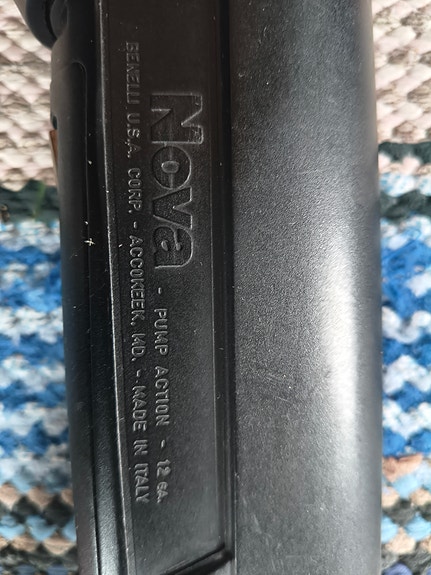 Nova - PUMP ACTION - 12 GA.
BENELLI U.S.A. CORP. - ACCOKEEK, MD. - MADE IN ITALY